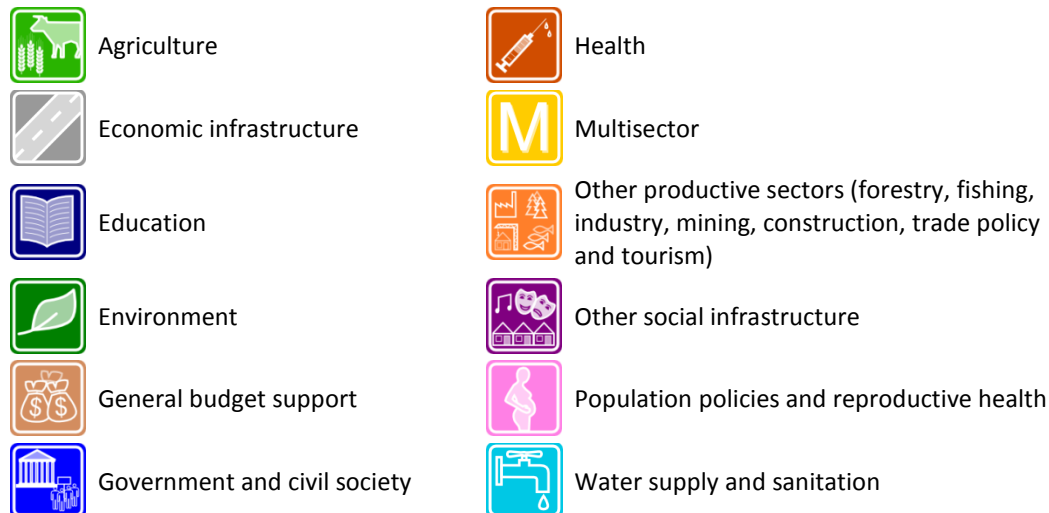 Agriculture
Economic infrastructure
Education
Environment
$ $
General budget support
Government and civil society
Health
M
Multisector
Other productive sectors (forestry, fishing,
industry, mining, construction, trade policy
and tourism)
Other social infrastructure
Population policies and reproductive health
Water supply and sanitation